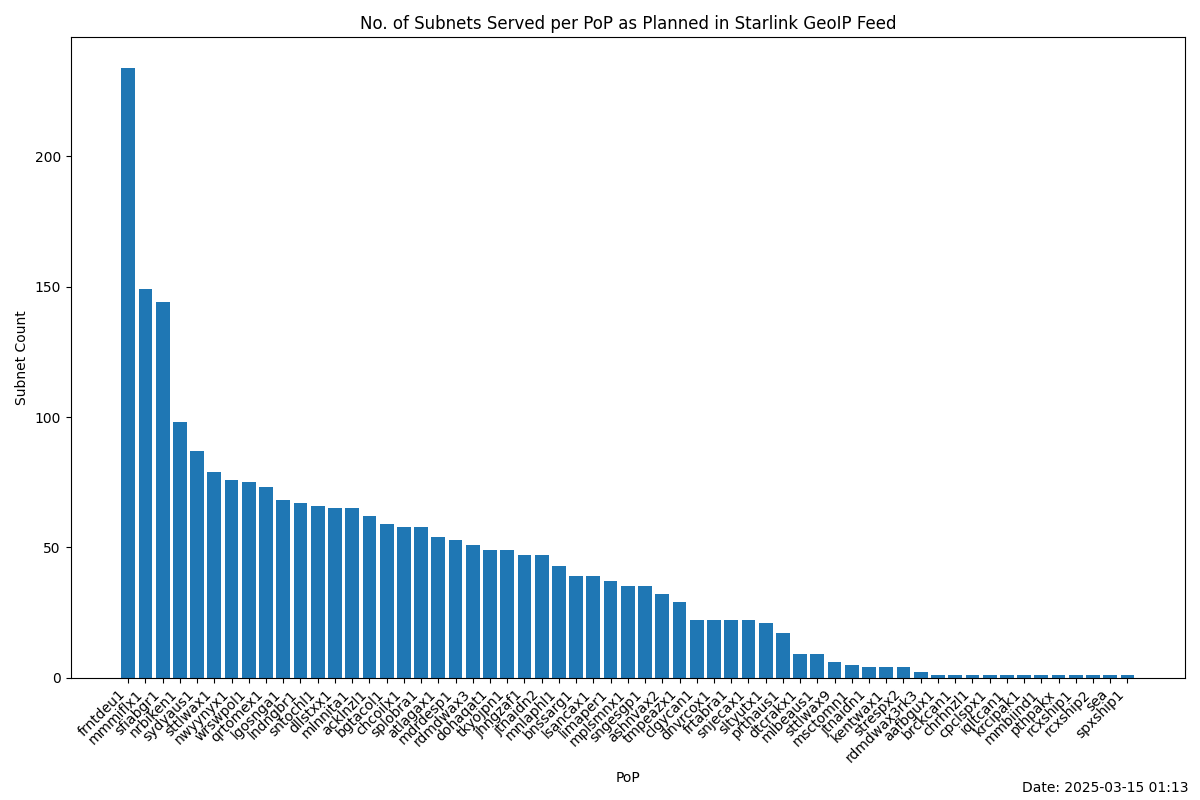 No. of Subnets Served per PoP as Planned in Starlink GeoIP Feed
Subnet Count
200
150
100
50
0
frntdeu1
mmmiflx1
sfiabgr1
nrbiken1
sydyaus1
sttlwax1
nwyynyx1
wrswpol1
qrtomex1
lgosnga1
lndngbr1
sntochl1
dllstxx1
mlnnita1
acklnzl1
bgtacol1
chcoilx1
splobra1
atlagax1
mdrdesp1
rdmdwax3
dohaqat1
tkyojpn1
jhngzaf1
jtnaidn2
mnlaphl1
bnssarg1
lsancax1
limaper1
mplsmnx1
sngesgp1
ashnvax2
tmpeazx1
clgycan1
dnvrcox1
frtabra1
snjecax1
sltyutx1
prthaus1
dtcrakx1
mlbeaus1
sttlwax9
msctomn1
jtnaidn1
kentwax1
strespx2
rdmdwaxark3
aafbgux1
brckcan1
chrhnzl1
cpclspx1
iqltcan1
krcipak1
mmbiind1
pthpakx
rcxship1
rcxship2
sea
spxship1
PoP
Date: 2025-03-15 01:13